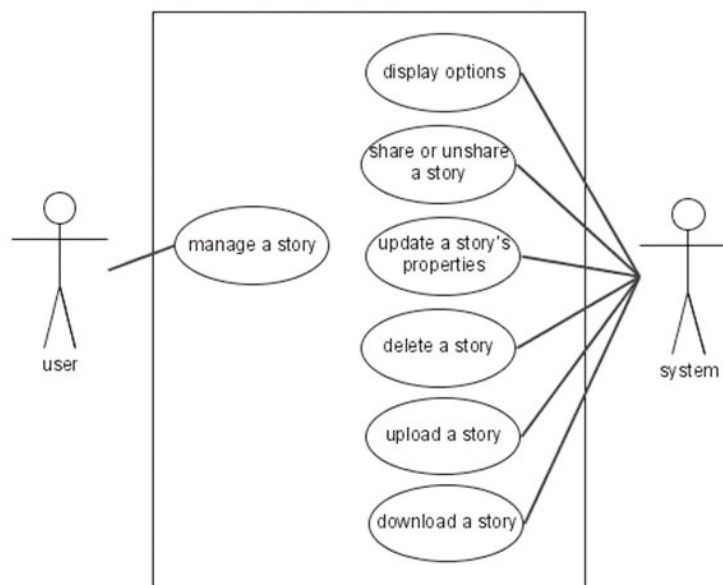 display options
share or unshare
a story
manage a story
update a story's
properties
user
delete a story
system
upload a story
download a story